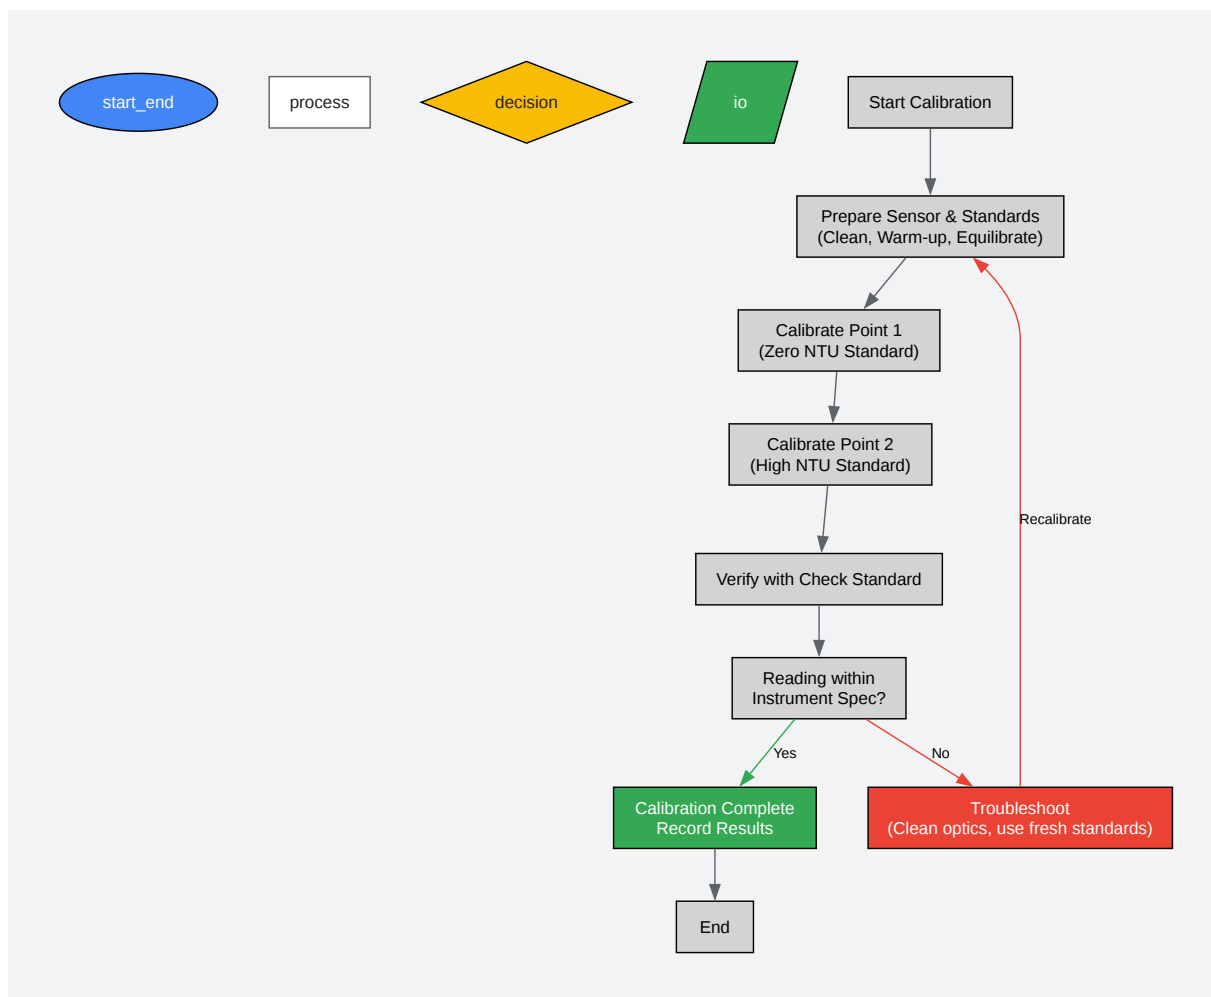 start_end
process
decision
io
Start Calibration
Prepare Sensor & Standards
(Clean, Warm-up, Equilibrate)
Calibrate Point 1
(Zero NTU Standard)
Calibrate Point 2
(High NTU Standard)
Recalibrate
Verify with Check Standard
Reading within
Instrument Spec?
Yes
No
Calibration Complete
Record Results
Troubleshoot
(Clean optics, use fresh standards)
End